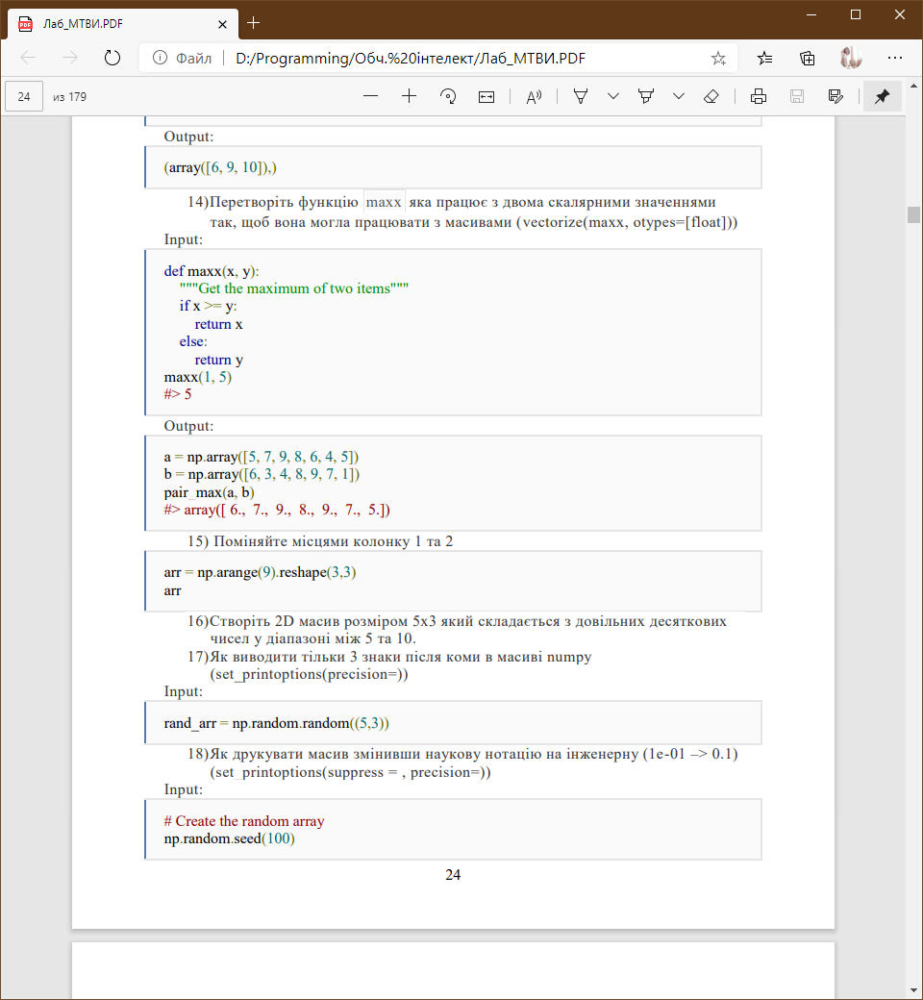 Лаб_МТВИ.PDF
Файл
D:/Programming/Обч.%20інтелект/Лаб_МТВИ.PDF
24
из 179
Output:
(array([6, 9, 10]),)
14)Перетворіть функцію maxx яка працює з двома скалярними значеннями
так, щоб вона могла працювати з масивами (vectorize(maxx, otypes=[float]))
Input:
def maxx(x, y):
"""Get the maximum of two items"""
if x >= y:
return x
else:
return y
maxx(1, 5)
#> 5
Output:
a = np.array([5, 7, 9, 8, 6, 4, 5])
b = np.array([6, 3, 4, 8, 9, 7, 1])
pair_max(a, b)
#> array([ 6., 7., 9., 8., 9., 7., 5.])
15) Поміняйте місцями колонку 1 та 2
arr = np.arange(9).reshape(3,3)
arr
16)Створіть 2D масив розміром 5x3 який складається з довільних десяткових
чисел у діапазоні між 5 та 10.
17)Як виводити тільки 3 знаки після коми в масиві numpy
(set_printoptions(precision=))
Input:
rand_arr = np.random.random((5,3))
18)Як друкувати масив змінивши наукову нотацію на інженерну (1e-01 –> 0.1)
(set_printoptions(suppress = , precision=))
Input:
# Create the random array
np.random.seed(100)
24